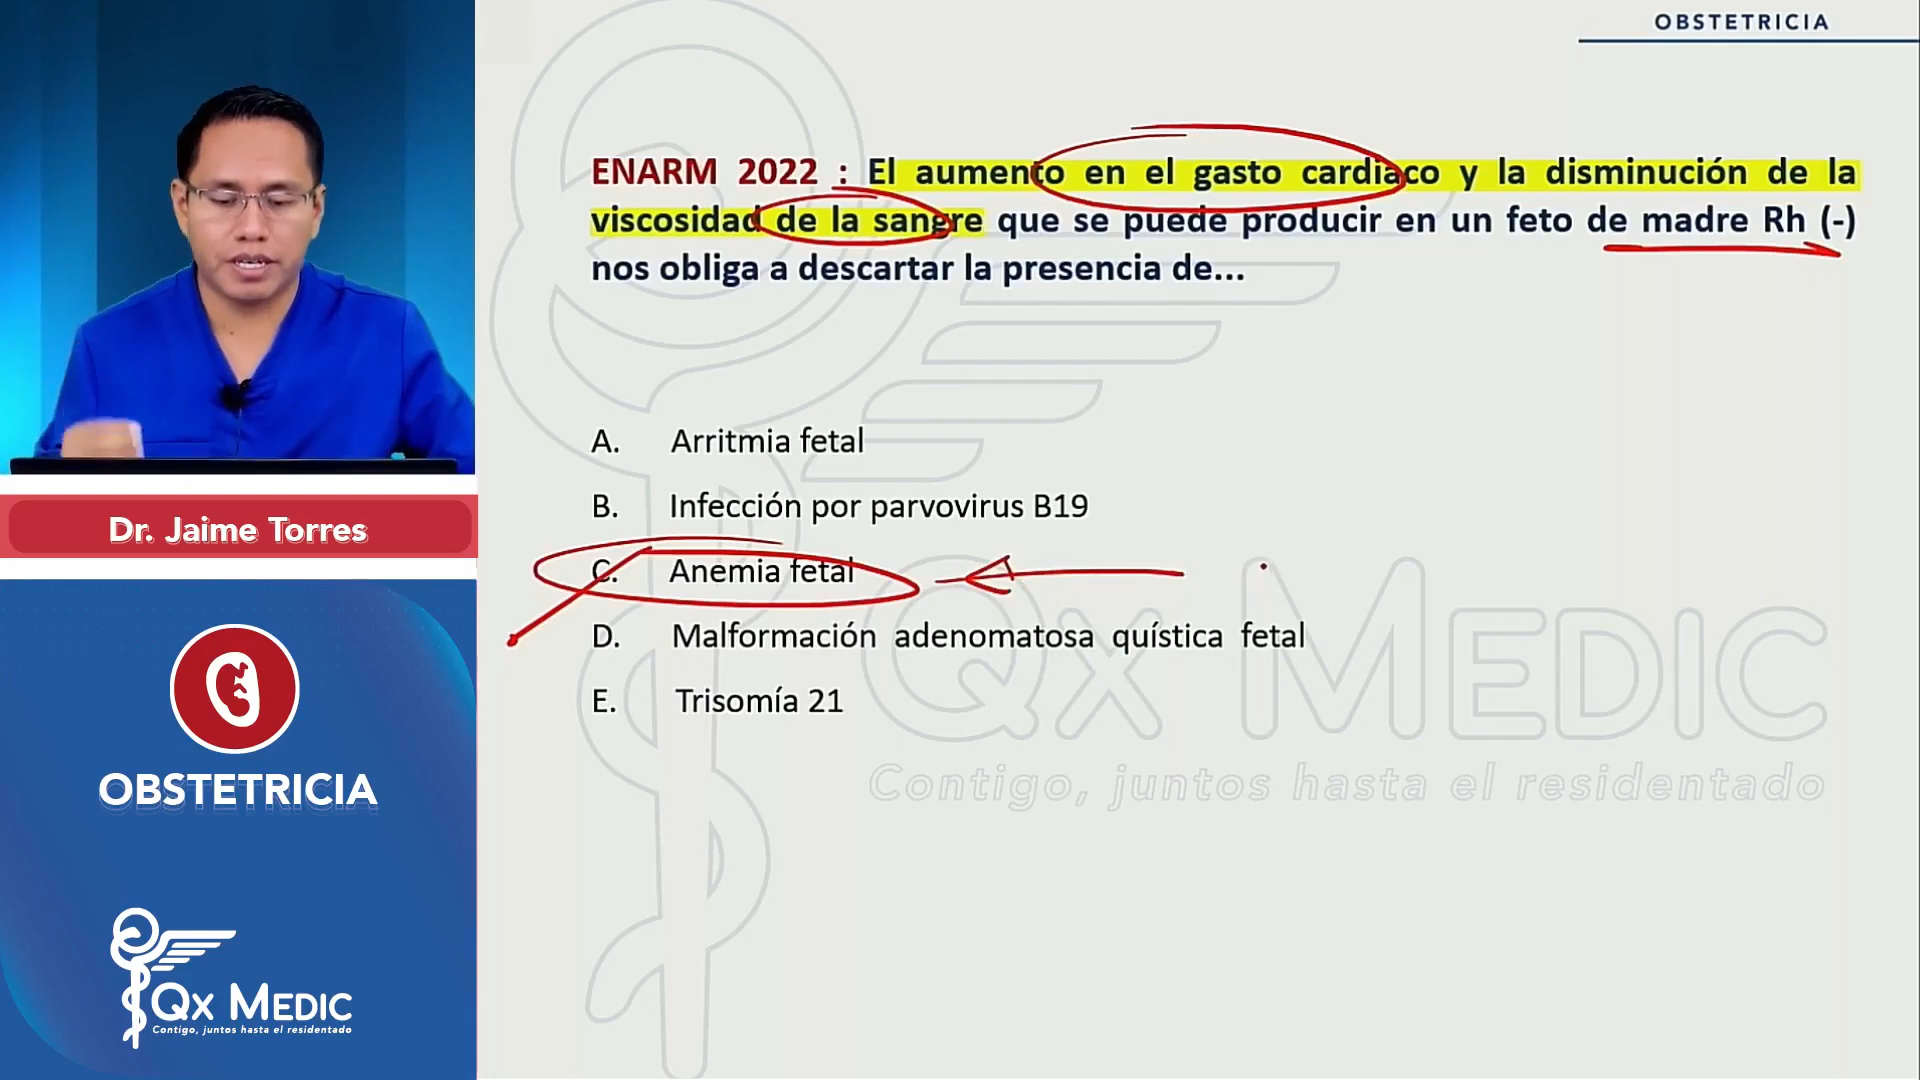 OBSTETRICIA
ENARM 2022 : El aumento en el gasto cardiaco y la disminución de la
viscosidad de la sangre que se puede producir en un feto de madre Rh (-)
nos obliga a descartar la presencia de...
A. Arritmia fetal
B. Infección por parvovirus B19
C. Anemia fetal
D. Malformación adenomatosa quística fetal
E. Trisomía 21
QX MEDIC
Contigo, juntos hasta el residentado
Dr. Jaime Torres
OBSTETRICIA
QX MEDIC
Contigo, juntos hasta el residentado